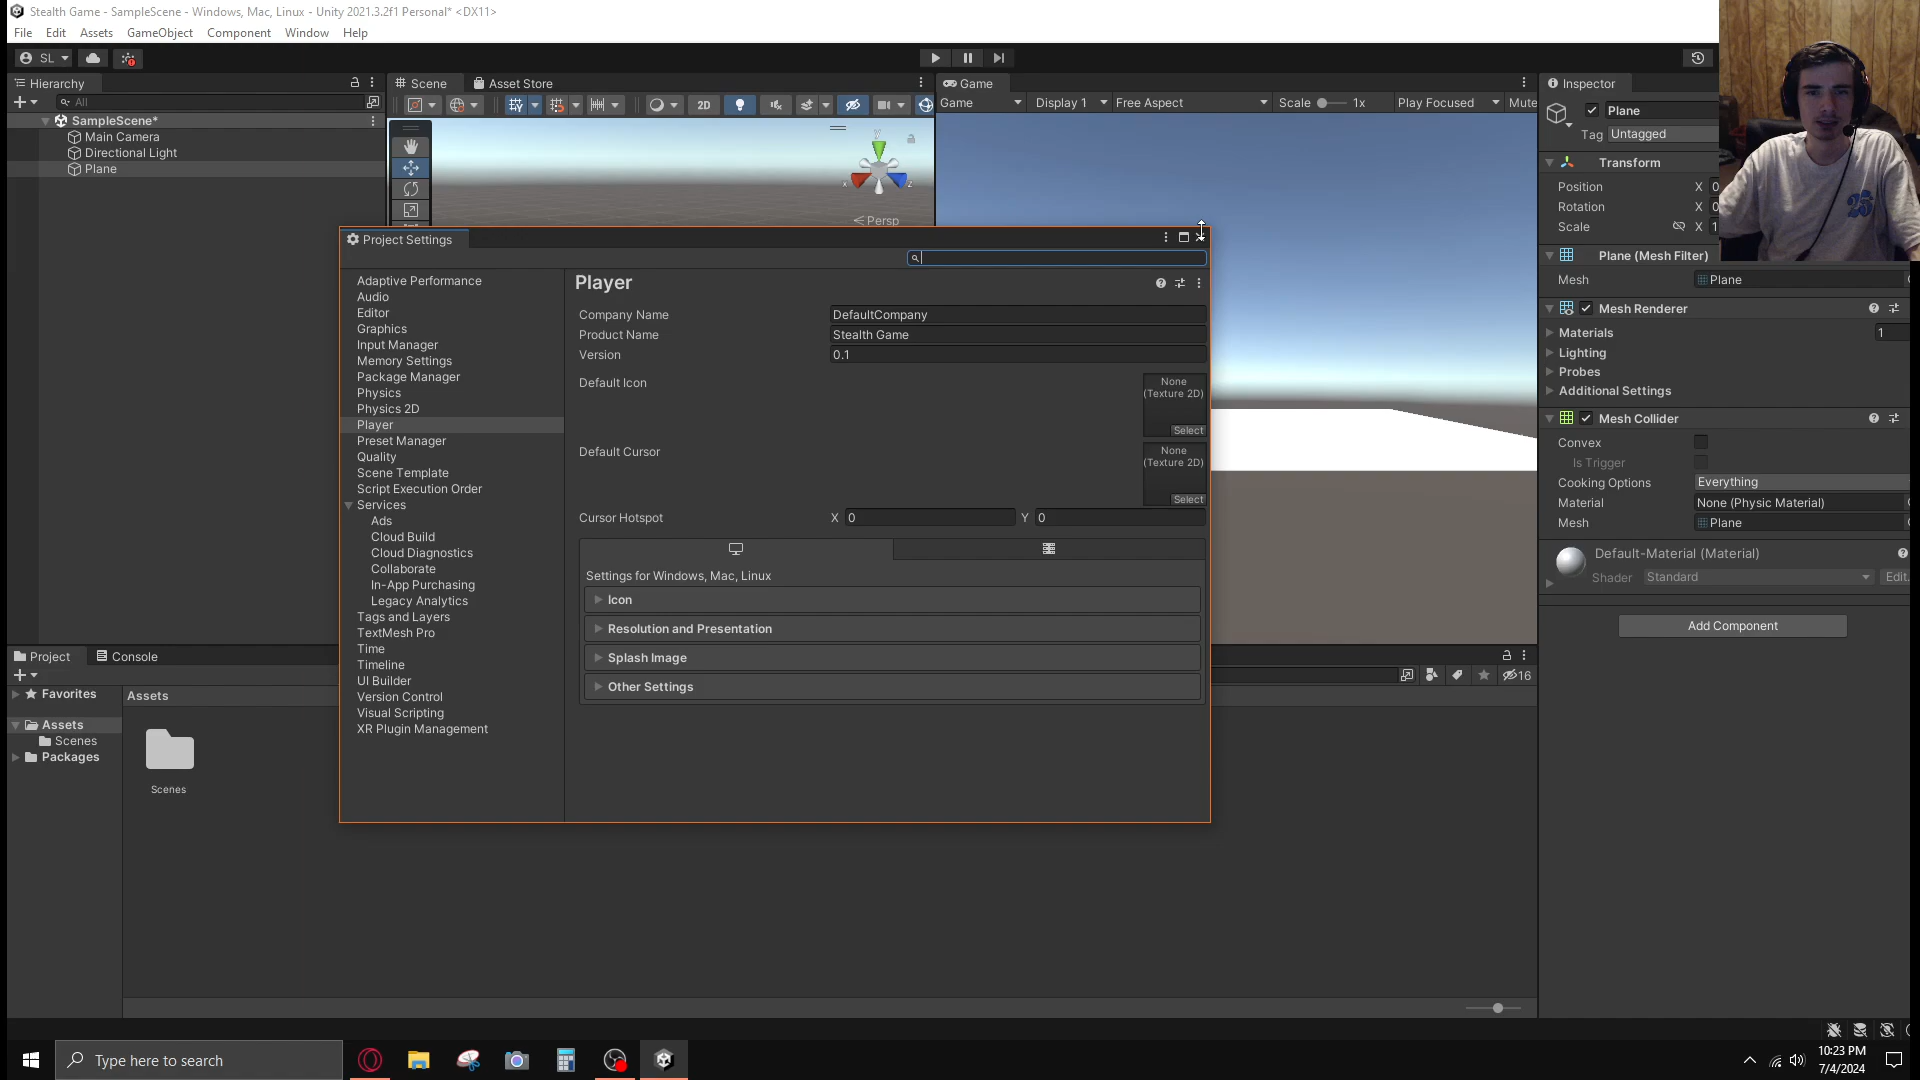 Stealth Game - SampleScene - Windows, Mac, Linux - Unity 2021.3.2f1 Personal* <DX11>
File Edit Assets GameObject Component Window Help
SL
Hierarchy
Scene Asset Store
Game
Inspector
All
2D
Game Display 1 Free Aspect Scale 1x Play Focused Mute
Plane
SampleScene*
Tag Untagged
Main Camera
Directional Light
Plane
y
x z
Persp
Transform
Position X 0
Rotation X 0
Scale X 1
Project Settings
Adaptive Performance
Audio
Editor
Graphics
Input Manager
Memory Settings
Package Manager
Physics
Physics 2D
Player
Preset Manager
Quality
Scene Template
Script Execution Order
Services
Ads
Cloud Build
Cloud Diagnostics
Collaborate
In-App Purchasing
Legacy Analytics
Tags and Layers
TextMesh Pro
Time
Timeline
UI Builder
Version Control
Visual Scripting
XR Plugin Management
Player
Company Name DefaultCompany
Product Name Stealth Game
Version 0.1
Default Icon
None
(Texture 2D)
Select
Default Cursor
None
(Texture 2D)
Select
Cursor Hotspot X 0 Y 0
Settings for Windows, Mac, Linux
Icon
Resolution and Presentation
Splash Image
Other Settings
Plane (Mesh Filter)
Mesh Plane
Mesh Renderer
Materials 1
Lighting
Probes
Additional Settings
Mesh Collider
Convex
Is Trigger
Cooking Options Everything
Material None (Physic Material)
Mesh Plane
Default-Material (Material)
Shader Standard Edit.
Add Component
Project Console
16
Favorites
Assets
Scenes
Packages
Assets
Scenes
25
Type here to search
10:23 PM
7/4/2024